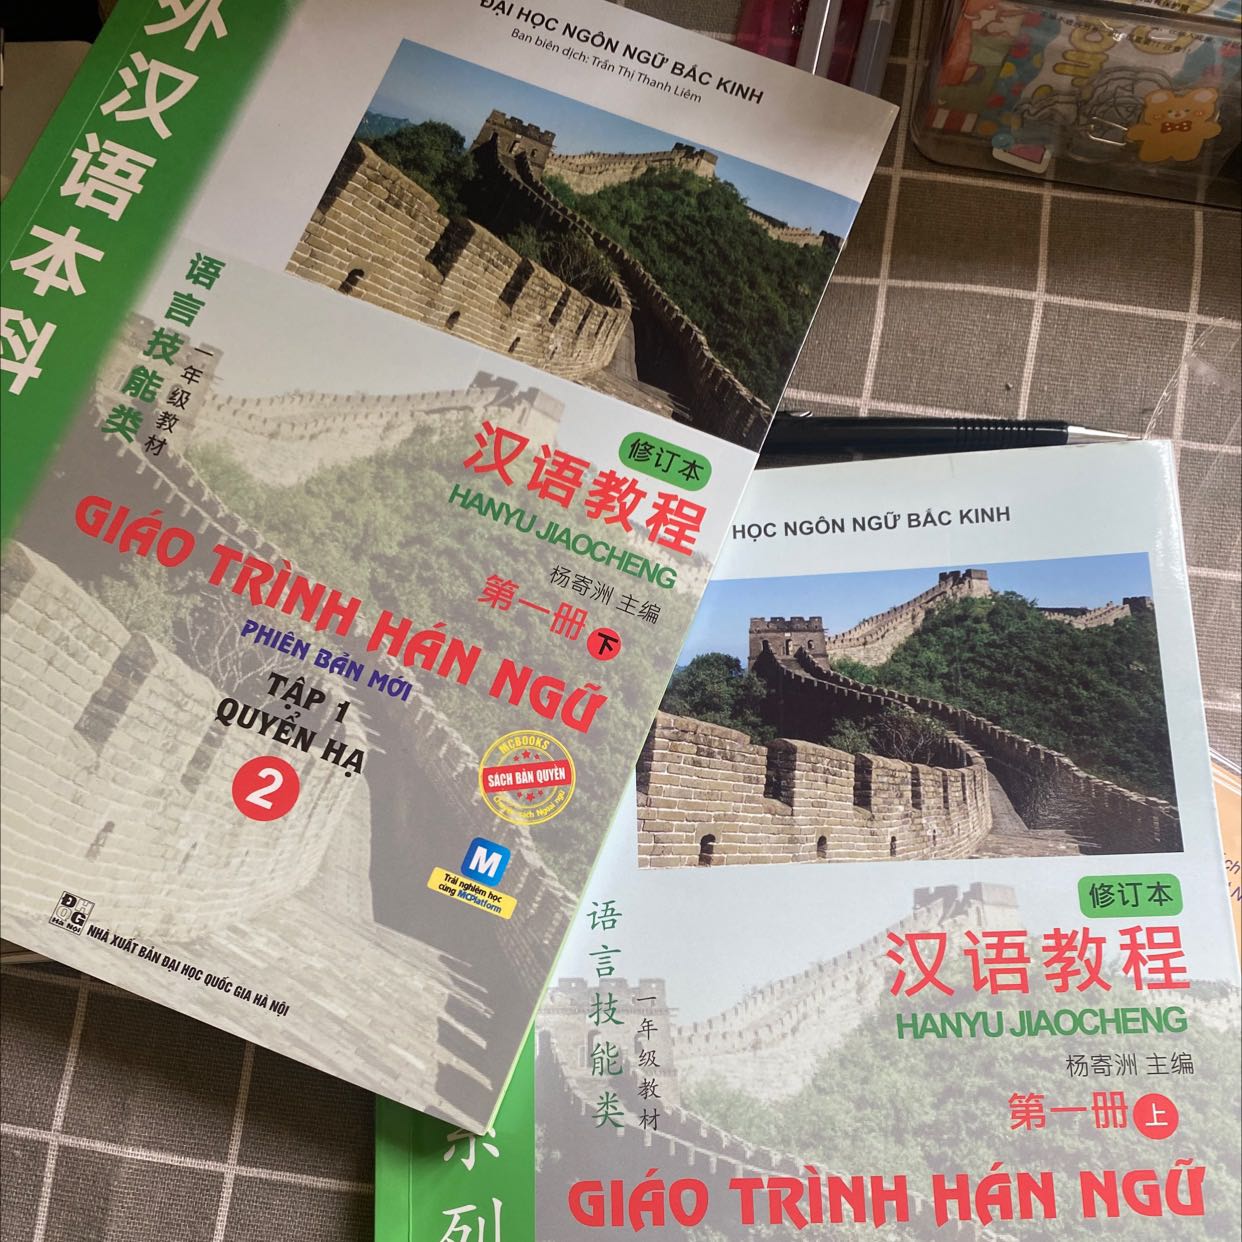 外汉语本科
ĐẠI HỌC NGÔN NGỮ BẮC KINH
Ban biên dịch: Trần Thị Thanh Liêm
语言技能类
一年级教材
修订本
汉语教程
HANYU JIAOCHENG
杨寄洲 主编
第一册 下
GIÁO TRÌNH HÁN NGỮ
PHIÊN BẢN MỚI
TẬP 1
QUYỂN HẠ
2
MCBOOKS
SÁCH BẢN QUYỀN
M
Trải nghiệm học
cùng MCPlatform
ĐH
QG
Hà Nội
NHÀ XUẤT BẢN ĐẠI HỌC QUỐC GIA HÀ NỘI
HỌC NGÔN NGỮ BẮC KINH
修订本
汉语教程
HANYU JIAOCHENG
杨寄洲 主编
第一册 上
语言技能类
一年级教材
系列
GIÁO TRÌNH HÁN NGỮ